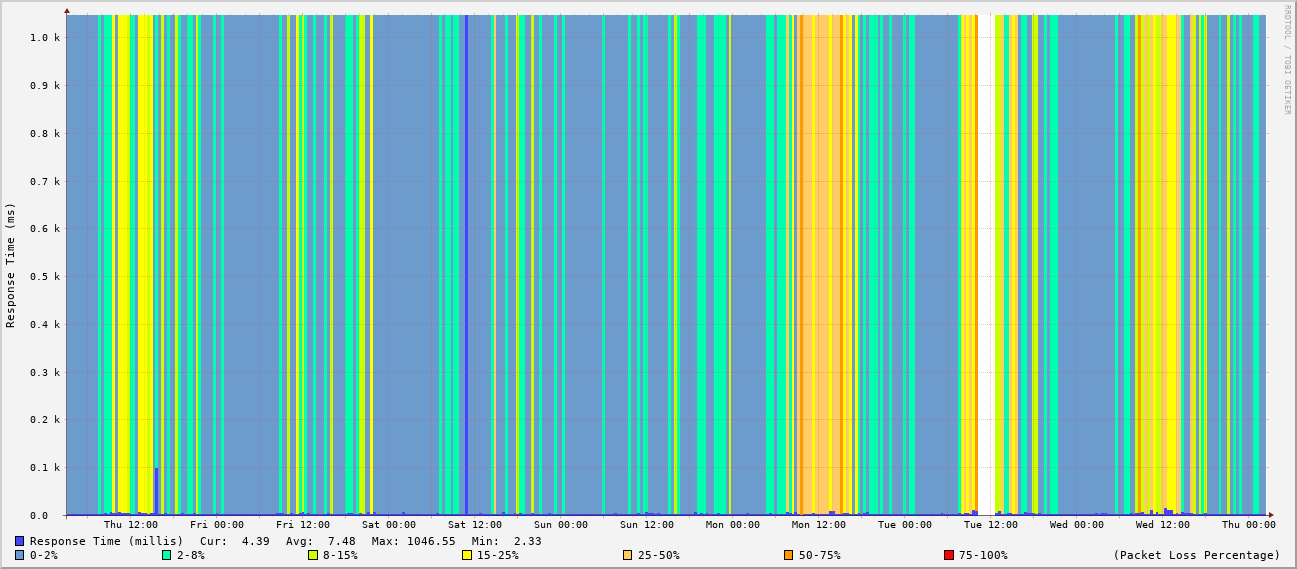 RRDTOOL / TOBI OETIKER
Response Time (ms)
1.0 k
0.9 k
0.8 k
0.7 k
0.6 k
0.5 k
0.4 k
0.3 k
0.2 k
0.1 k
0.0
Thu 12:00 Fri 00:00 Fri 12:00 Sat 00:00 Sat 12:00 Sun 00:00 Sun 12:00 Mon 00:00 Mon 12:00 Tue 00:00 Tue 12:00 Wed 00:00 Wed 12:00 Thu 00:00
Response Time (millis) Cur: 4.39 Avg: 7.48 Max: 1046.55 Min: 2.33
0-2% 2-8% 8-15% 15-25% 25-50% 50-75% 75-100% (Packet Loss Percentage)